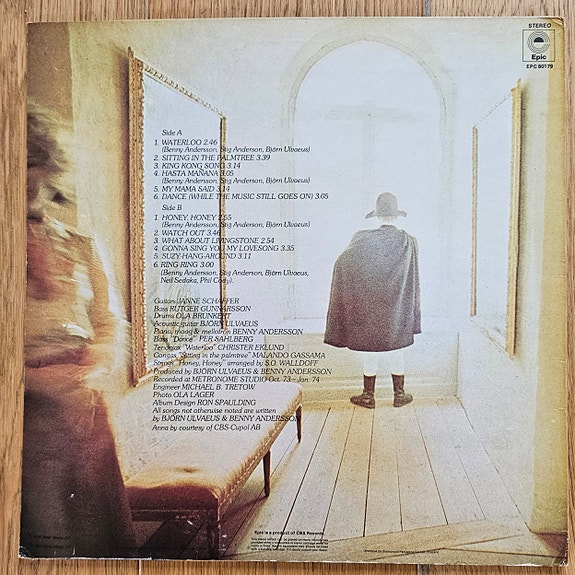 STEREO
Epic
EPC 80179
Side A
1. WATERLOO 2.46
(Benny Andersson, Stig Anderson, Björn Ulvaeus)
2. SITTING IN THE PALMTREE 3.39
3. KING KONG SONG 3.14
4. HASTA MAÑANA 3.05
(Benny Andersson, Stig Anderson, Björn Ulvaeus)
5. MY MAMA SAID 3.14
6. DANCE (WHILE THE MUSIC STILL GOES ON) 3.05
Side B
1. HONEY, HONEY 2.55
(Benny Andersson, Stig Anderson, Björn Ulvaeus)
2. WATCH OUT 3.46
3. WHAT ABOUT LIVINGSTONE 2.54
4. GONNA SING YOU MY LOVESONG 3.35
5. SUZY-HANG-AROUND 3.11
6. RING RING 3.00
(Benny Andersson, Stig Anderson, Björn Ulvaeus,
Neil Sedaka, Phil Cody).
Guitar: JANNE SCHAFFER
Bass RUTGER GUNNARSSON
Drums OLA BRUNKERT
Acoustic guitar BJÖRN ULVAEUS
Piano, moog & mellotron BENNY ANDERSSON
Bass "Dance" PER SAHLBERG
Tenorsax "Waterloo" CHRISTER EKLUND
Congas "Sitting in the palmtree" MALANDO GASSAMA
"Honey, Honey" arranged by S.O. WALLDOFF
Produced by BJÖRN ULVAEUS & BENNY ANDERSSON
Recorded at METRONOME STUDIO Oct. 73 - Jan. 74
Engineer MICHAEL B. TRETOW
Photo OLA LAGER
Album Design RON SPAULDING
All songs not otherwise noted are written
by BJÖRN ULVAEUS & BENNY ANDERSSON
Anna by courtesy of CBS-Cupol AB
Epic is a product of CBS Records